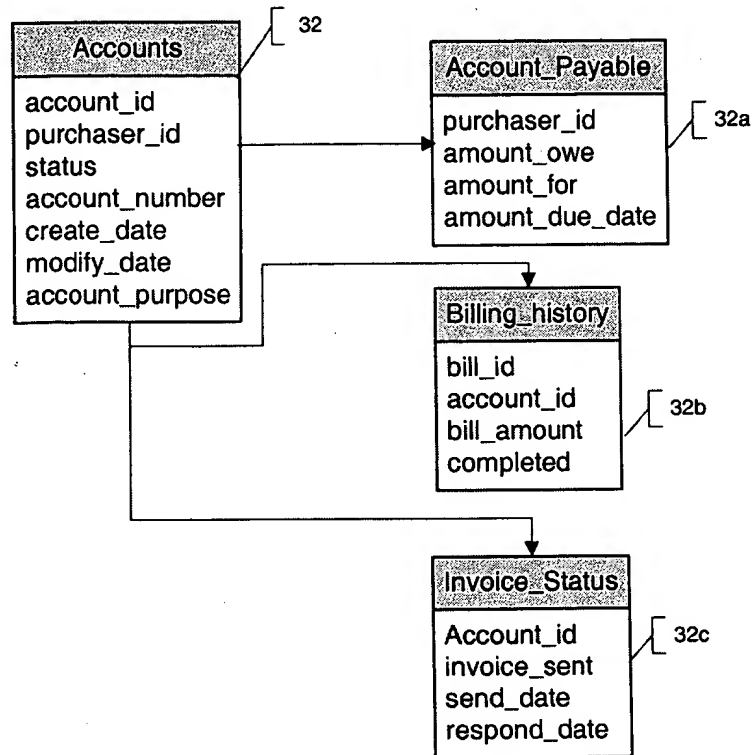 Accounts
account_id
purchaser_id
status
account_number
create_date
modify_date
account_purpose
32
Account_Payable
purchaser_id
amount_owe
amount_for
amount_due_date
32a
Billing_history
bill_id
account_id
bill_amount
completed
32b
Invoice_Status
Account_id
invoice_sent
send_date
respond_date
32c